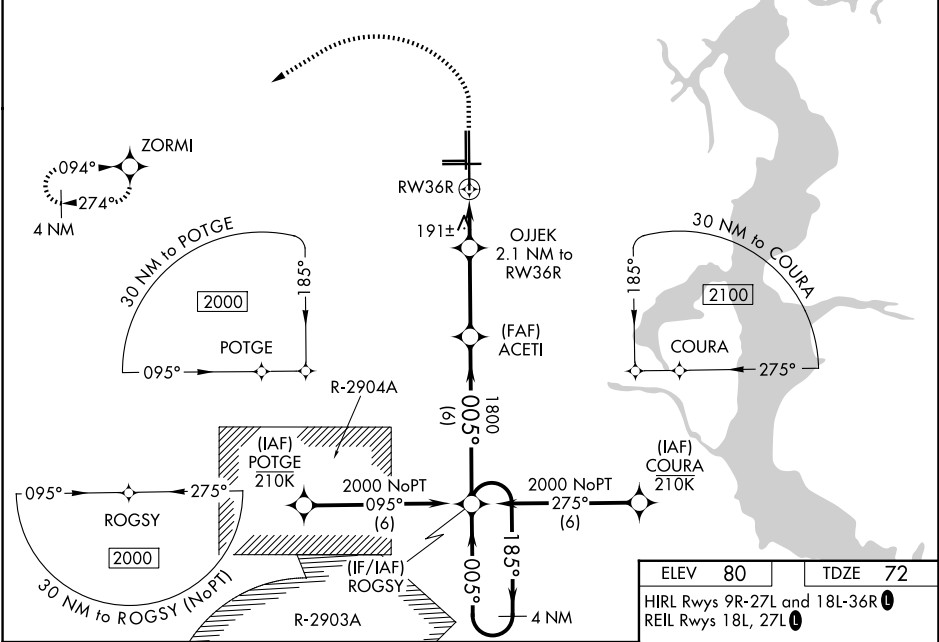 ZORMI
094°
274°
4 NM
RW36R
191±
OJJEK
2.1 NM to
RW36R
30 NM to POTGE
185°
2000
POTGE
095°
(FAF)
ACETI
30 NM to COURA
185°
2100
COURA
275°
R-2904A
1800
005°
(6)
(IAF)
POTGE
210K
2000 NoPT
095°
(6)
2000 NoPT
275°
(6)
(IAF)
COURA
210K
095°
275°
ROGSY
2000
30 NM to ROGSY (NoPT)
(IF/IAF)
ROGSY
005°
185°
4 NM
R-2903A
ELEV 80
TDZE 72
HIRL Rwys 9R-27L and 18L-36R L
REIL Rwys 18L, 27L L